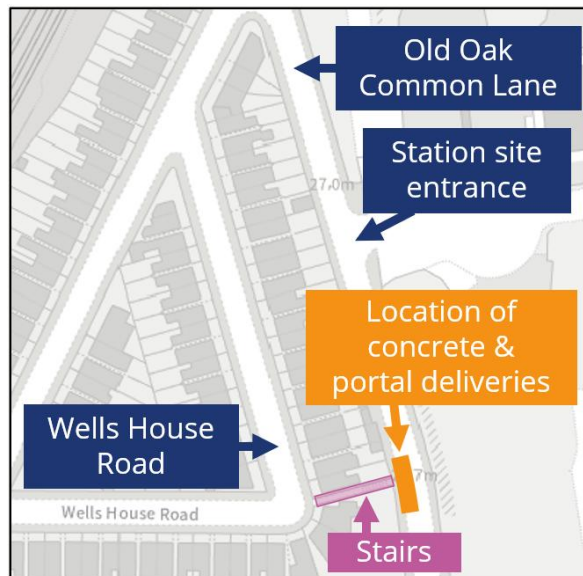 Old Oak
Common Lane
Station site
entrance
27.0m
Location of
concrete &
portal deliveries
Wells House
Road
7m
Wells House Road
Stairs